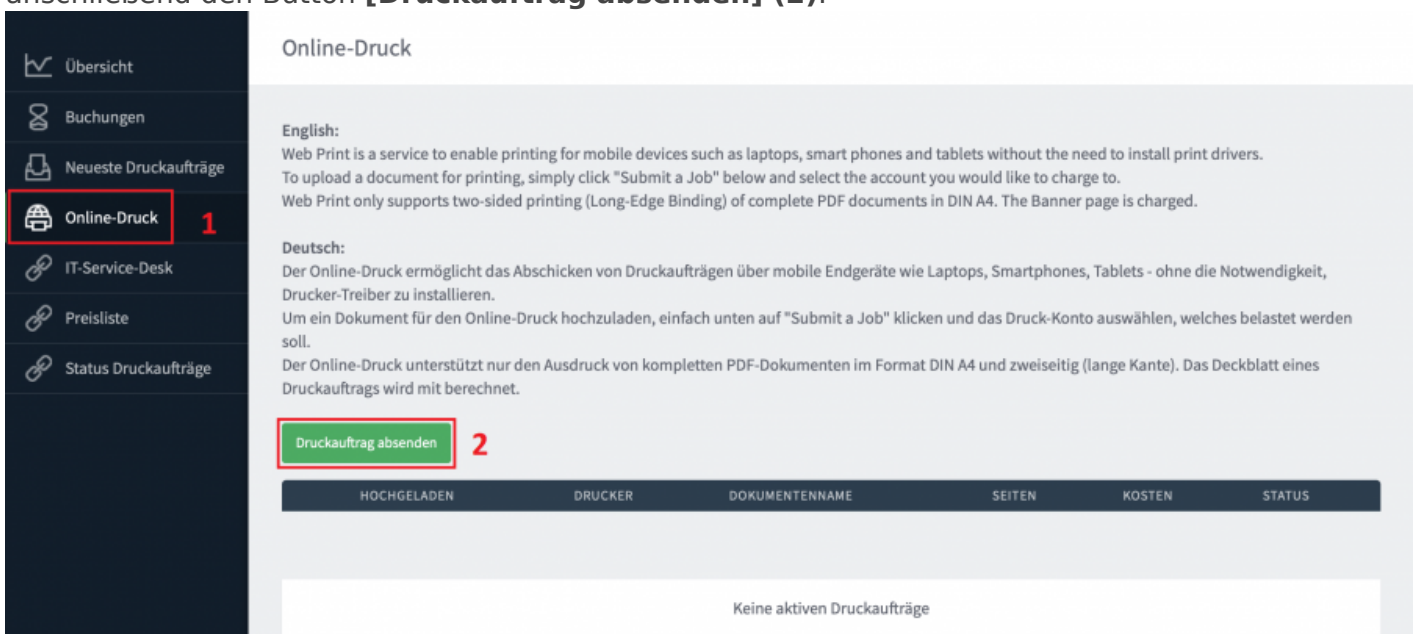 anschließend den Button [Druckauftrag absenden] (2).
Übersicht
Buchungen
Neueste Druckaufträge
Online-Druck
1
IT-Service-Desk
Preisliste
Status Druckaufträge
Online-Druck
English:
Web Print is a service to enable printing for mobile devices such as laptops, smart phones and tablets without the need to install print drivers.
To upload a document for printing, simply click "Submit a Job" below and select the account you would like to charge to.
Web Print only supports two-sided printing (Long-Edge Binding) of complete PDF documents in DIN A4. The Banner page is charged.
Deutsch:
Der Online-Druck ermöglicht das Abschicken von Druckaufträgen über mobile Endgeräte wie Laptops, Smartphones, Tablets - ohne die Notwendigkeit,
Drucker-Treiber zu installieren.
Um ein Dokument für den Online-Druck hochzuladen, einfach unten auf "Submit a Job" klicken und das Druck-Konto auswählen, welches belastet werden
soll.
Der Online-Druck unterstützt nur den Ausdruck von kompletten PDF-Dokumenten im Format DIN A4 und zweiseitig (lange Kante). Das Deckblatt eines
Druckauftrags wird mit berechnet.
Druckauftrag absenden
2
HOCHGELADEN DRUCKER DOKUMENTENNAME SEITEN KOSTEN STATUS
Keine aktiven Druckaufträge